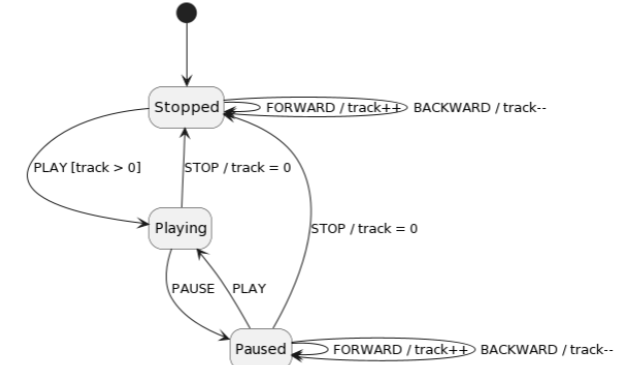 Stopped
FORWARD / track++
BACKWARD / track--
PLAY [track > 0]
STOP / track = 0
Playing
STOP / track = 0
PAUSE
PLAY
Paused
FORWARD / track++
BACKWARD / track--